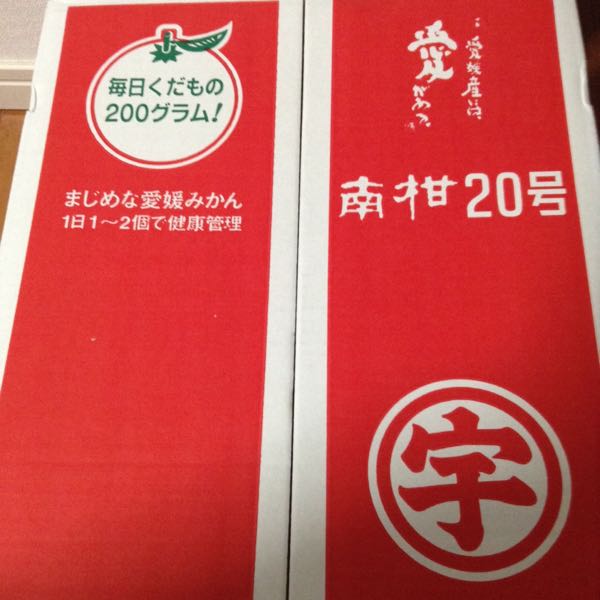 毎日くだもの
200グラム!
まじめな愛媛みかん
1日1〜2個で健康管理
愛媛産には、
愛がある。
南柑20号
宇